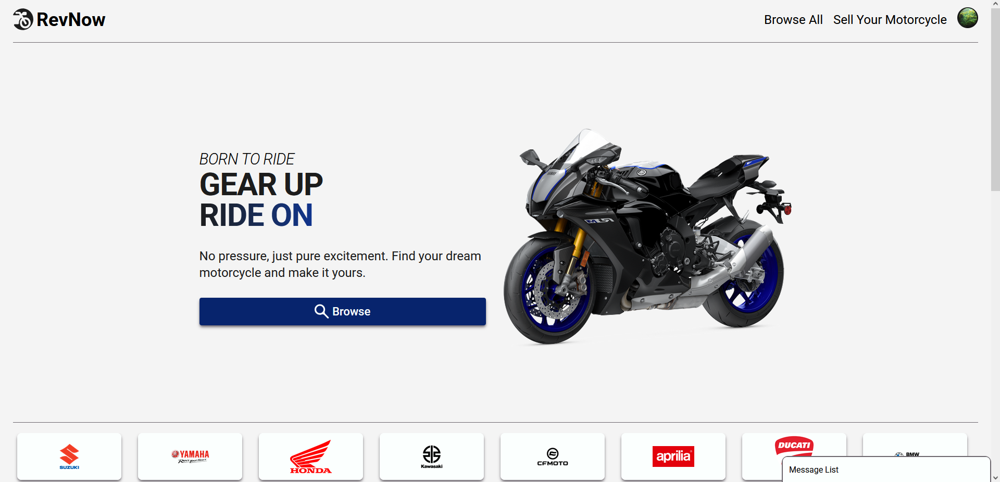 RevNow
Browse All
Sell Your Motorcycle
BORN TO RIDE
GEAR UP
RIDE ON
No pressure, just pure excitement. Find your dream
motorcycle and make it yours.
Browse
SUZUKI
YAMAHA
Revs your Heart
HONDA
Kawasaki
CFMOTO
aprilia
DUCATI
BMW
Message List